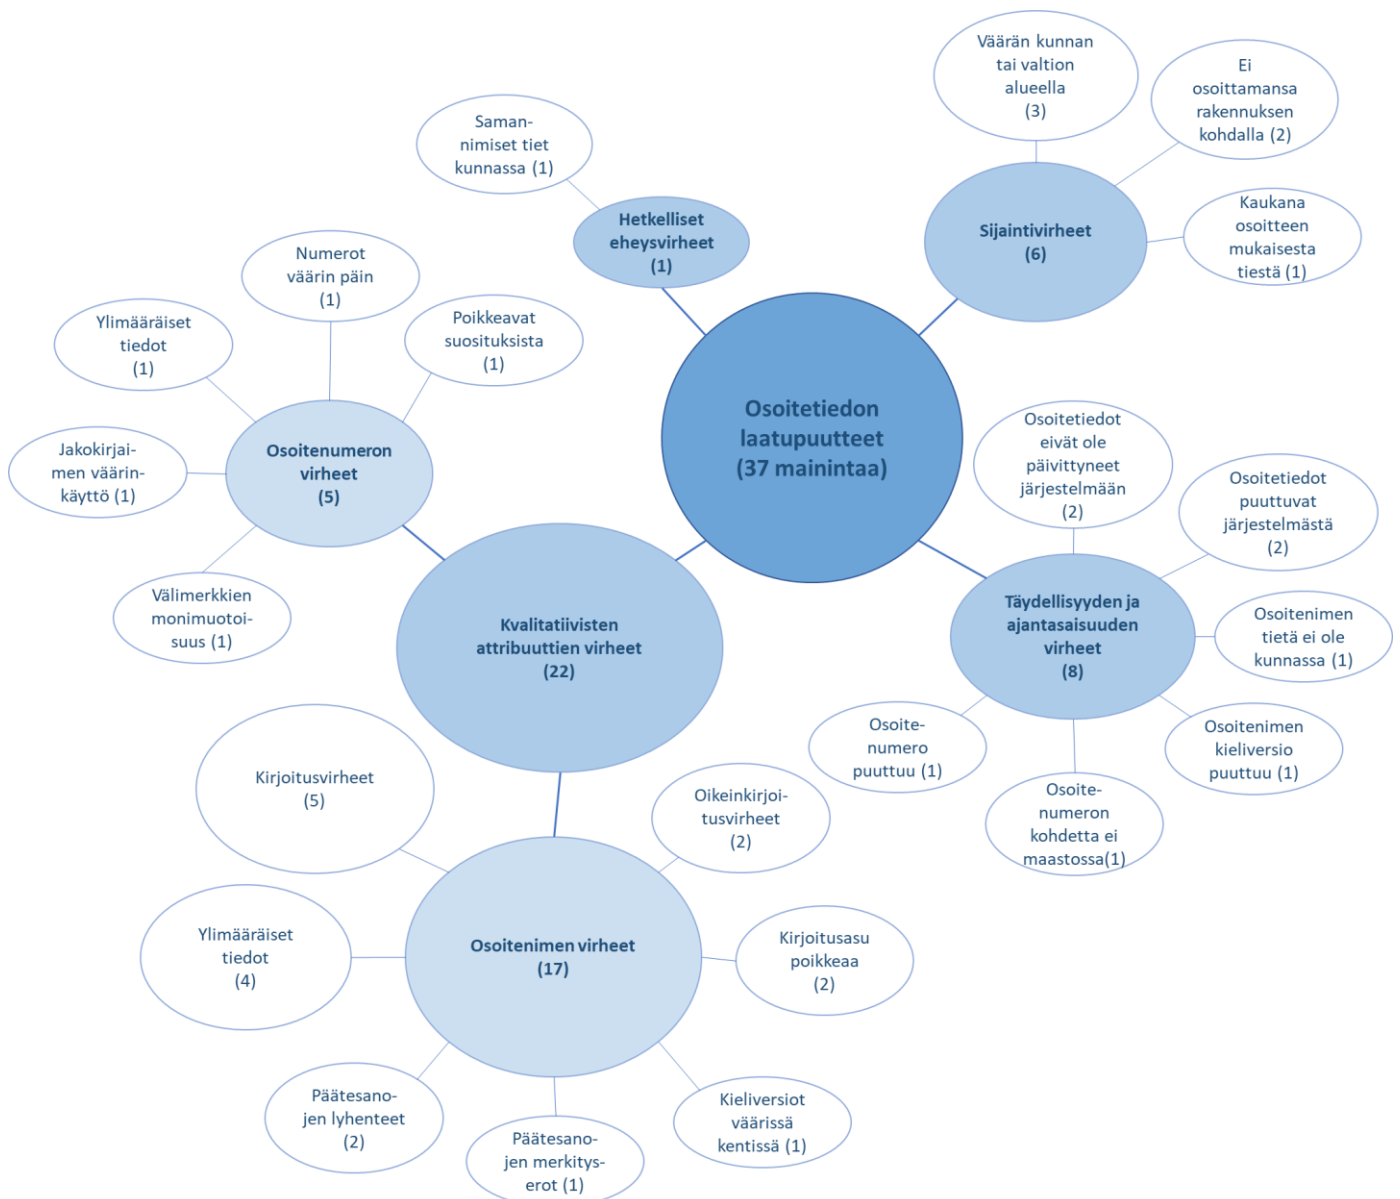 Väärän kunnan
tai valtion
alueella
(3)
Ei
osoittamansa
rakennuksen
kohdalla (2)
Saman-
nimiset tiet
kunnassa (1)
Hetkelliset
eheysvirheet
(1)
Sijaintivirheet
(6)
Kaukana
osoitteen
mukaisesta
tiestä (1)
Numerot
väärin päin
(1)
Ylimääräiset
tiedot
(1)
Poikkeavat
suosituksista
(1)
Osoitenumeron
virheet
(5)
Jakokirjai-
men väärin-
käyttö (1)
Välimerkkien
monimuotoi-
suus (1)
Osoitetiedon
laatupuutteet
(37 mainintaa)
Osoitetiedot
eivät ole
päivittyneet
järjestelmään
(2)
Osoitetiedot
puuttuvat
järjestelmästä
(2)
Täydellisyyden ja
ajantasaisuuden
virheet
(8)
Osoitenimen
tietä ei ole
kunnassa (1)
Osoitenimen
kieliversio
puuttuu (1)
Osoite-
numero
puuttuu (1)
Osoite-
numeron
kohdetta ei
maastossa(1)
Kvalitatiivisten
attribuuttien virheet
(22)
Kirjoitusvirheet
(5)
Oikeinkirjoi-
tusvirheet
(2)
Ylimääräiset
tiedot
(4)
Osoitenimen virheet
(17)
Kirjoitusasu
poikkeaa
(2)
Päätesano-
jen lyhenteet
(2)
Päätesano-
jen merkitys-
erot (1)
Kieliversiot
väärissä
kentissä (1)